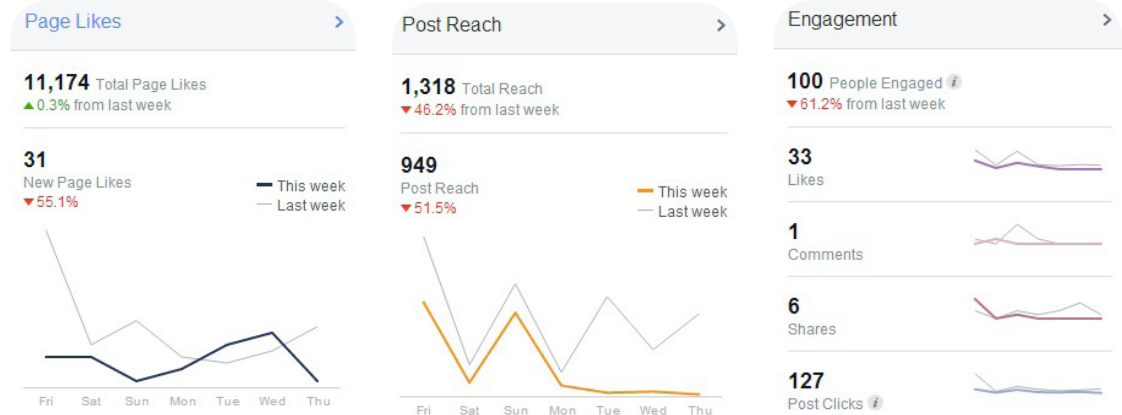 Page Likes
11,174 Total Page Likes
0.3% from last week
31
New Page Likes
55.1%
This week
Last week
Fri Sat Sun Mon Tue Wed Thu
Post Reach
1,318 Total Reach
46.2% from last week
949
Post Reach
51.5%
This week
Last week
Fri Sat Sun Mon Tue Wed Thu
Engagement
100 People Engaged i
61.2% from last week
33
Likes
1
Comments
6
Shares
127
Post Clicks i